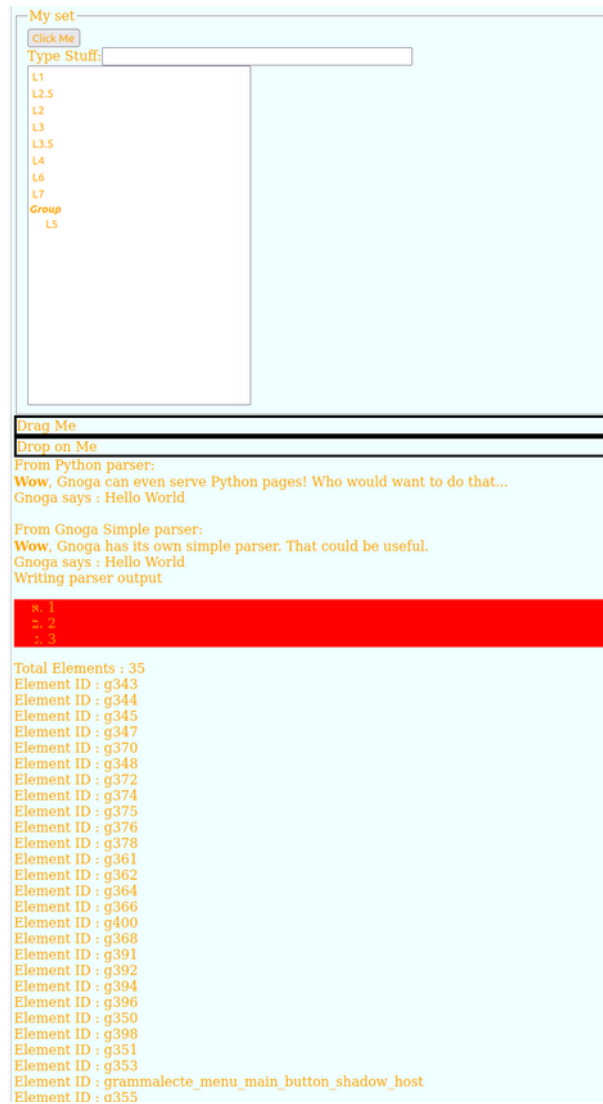 My set
Click Me
Type Stuff:
L1
L2.5
L2
L3
L3.5
L4
L6
L7
Group
L5
Drag Me
Drop on Me
From Python parser:
Wow, Gnoga can even serve Python pages! Who would want to do that...
Gnoga says : Hello World
From Gnoga Simple parser:
Wow, Gnoga has its own simple parser. That could be useful.
Gnoga says : Hello World
Writing parser output
א. 1
ב. 2
ג. 3
Total Elements : 35
Element ID : g343
Element ID : g344
Element ID : g345
Element ID : g347
Element ID : g370
Element ID : g348
Element ID : g372
Element ID : g374
Element ID : g375
Element ID : g376
Element ID : g378
Element ID : g361
Element ID : g362
Element ID : g364
Element ID : g366
Element ID : g400
Element ID : g368
Element ID : g391
Element ID : g392
Element ID : g394
Element ID : g396
Element ID : g350
Element ID : g398
Element ID : g351
Element ID : g353
Element ID : grammalecte_menu_main_button_shadow_host
Element ID : g355